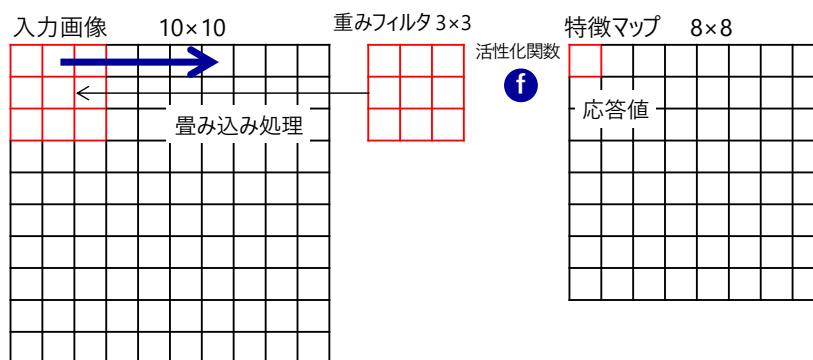 入力画像 10×10
重みフィルタ 3×3
活性化関数
f
特徴マップ 8×8
畳み込み処理
応答値